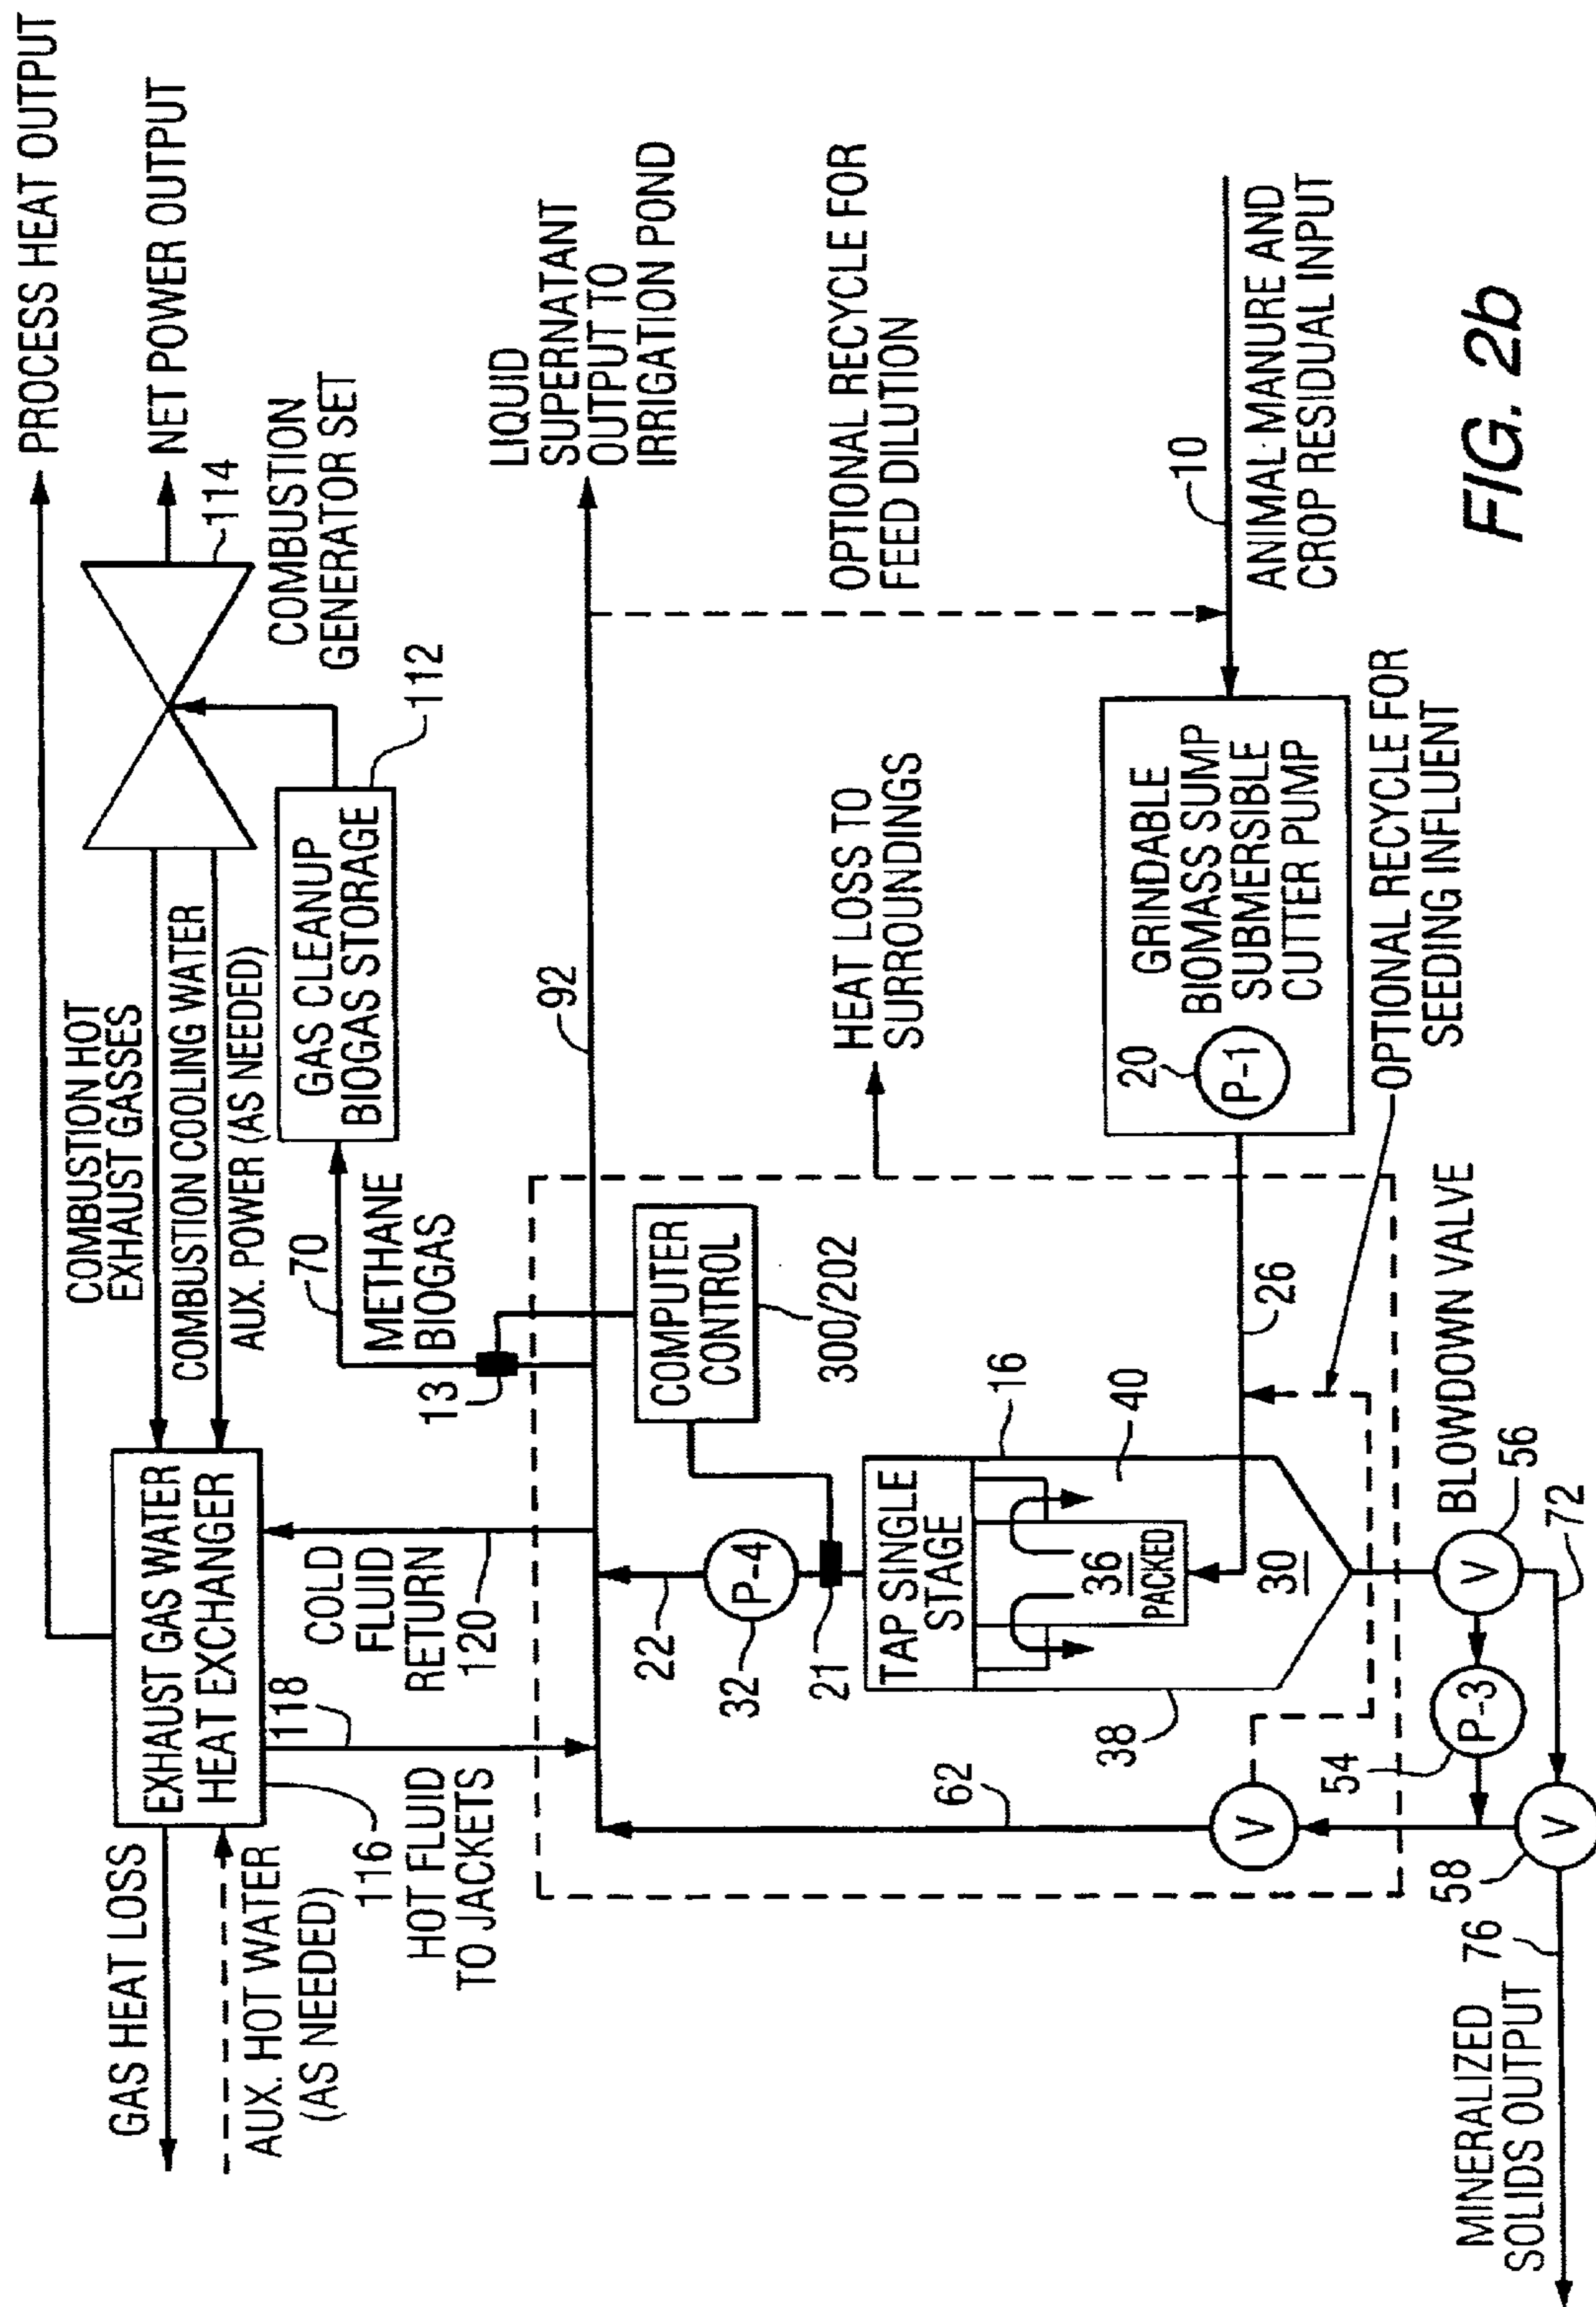 PROCESS HEAT OUTPUT
NET POWER OUTPUT
114
COMBUSTION
GENERATOR SET
112
COMBUSTION HOT
EXHAUST GASSES
COMBUSTION COOLING WATER
AUX. POWER (AS NEEDED)
GAS CLEANUP
BIOGAS STORAGE
70
METHANE
BIOGAS
13
EXHAUST GAS WATER
HEAT EXCHANGER
GAS HEAT LOSS
AUX. HOT WATER
(AS NEEDED)
116
118
HOT FLUID
TO JACKETS
COLD
FLUID
RETURN
120
LIQUID
SUPERNATANT
OUTPUT TO
IRRIGATION POND
92
OPTIONAL RECYCLE FOR
FEED DILUTION
HEAT LOSS TO
SURROUNDINGS
COMPUTER
CONTROL
300/202
22
P-4
32
21
TAP SINGLE
STAGE
16
40
36
PACKED
30
38
62
V
10
ANIMAL MANURE AND
CROP RESIDUAL INPUT
GRINDABLE
BIOMASS SUMP
SUBMERSIBLE
CUTTER PUMP
20
P-1
26
OPTIONAL RECYCLE FOR
SEEDING INFLUENT
BLOWDOWN VALVE
56
V
72
P-3
54
V
58
76
MINERALIZED
SOLIDS OUTPUT
FIG. 2b